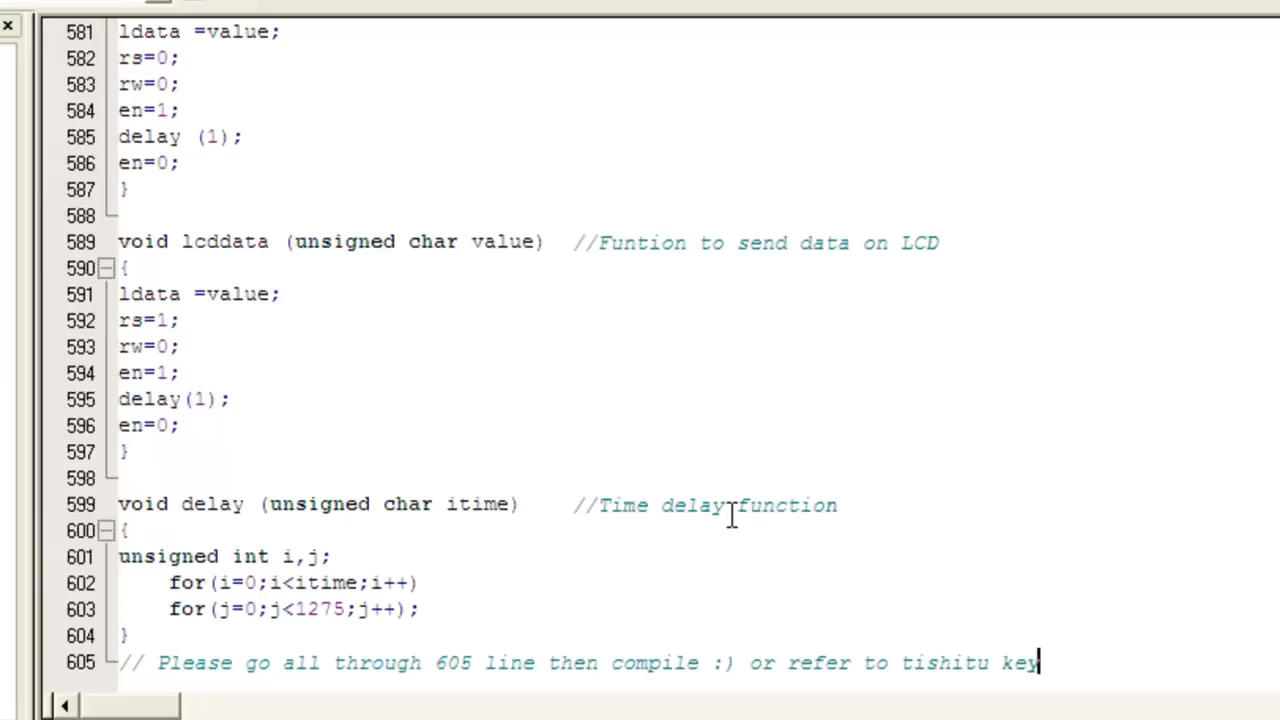 581 ldata =value;
582 rs=0;
583 rw=0;
584 en=1;
585 delay (1);
586 en=0;
587 }
588
589 void lcddata (unsigned char value)  //Funtion to send data on LCD
590 {
591 ldata =value;
592 rs=1;
593 rw=0;
594 en=1;
595 delay(1);
596 en=0;
597 }
598
599 void delay (unsigned char itime)    //Time delay function
600 {
601 unsigned int i,j;
602     for(i=0;i<itime;i++)
603     for(j=0;j<1275;j++);
604 }
605 // Please go all through 605 line then compile :) or refer to tishitu key